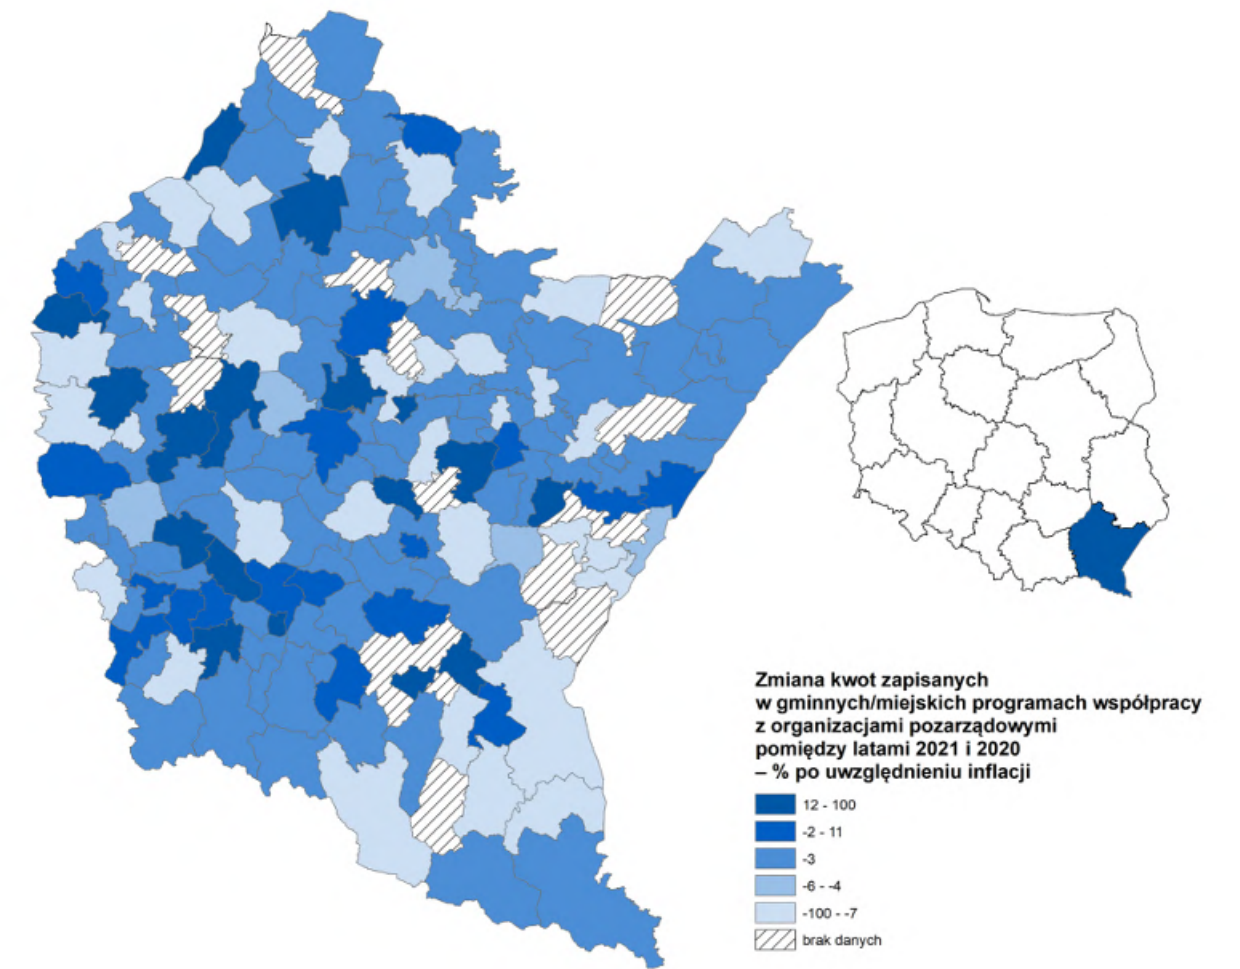 Zmiana kwot zapisanych
w gminnych/miejskich programach współpracy
z organizacjami pozarządowymi
pomiędzy latami 2021 i 2020
– % po uwzględnieniu inflacji
12 - 100
-2 - 11
-3
-6 - -4
-100 - -7
brak danych